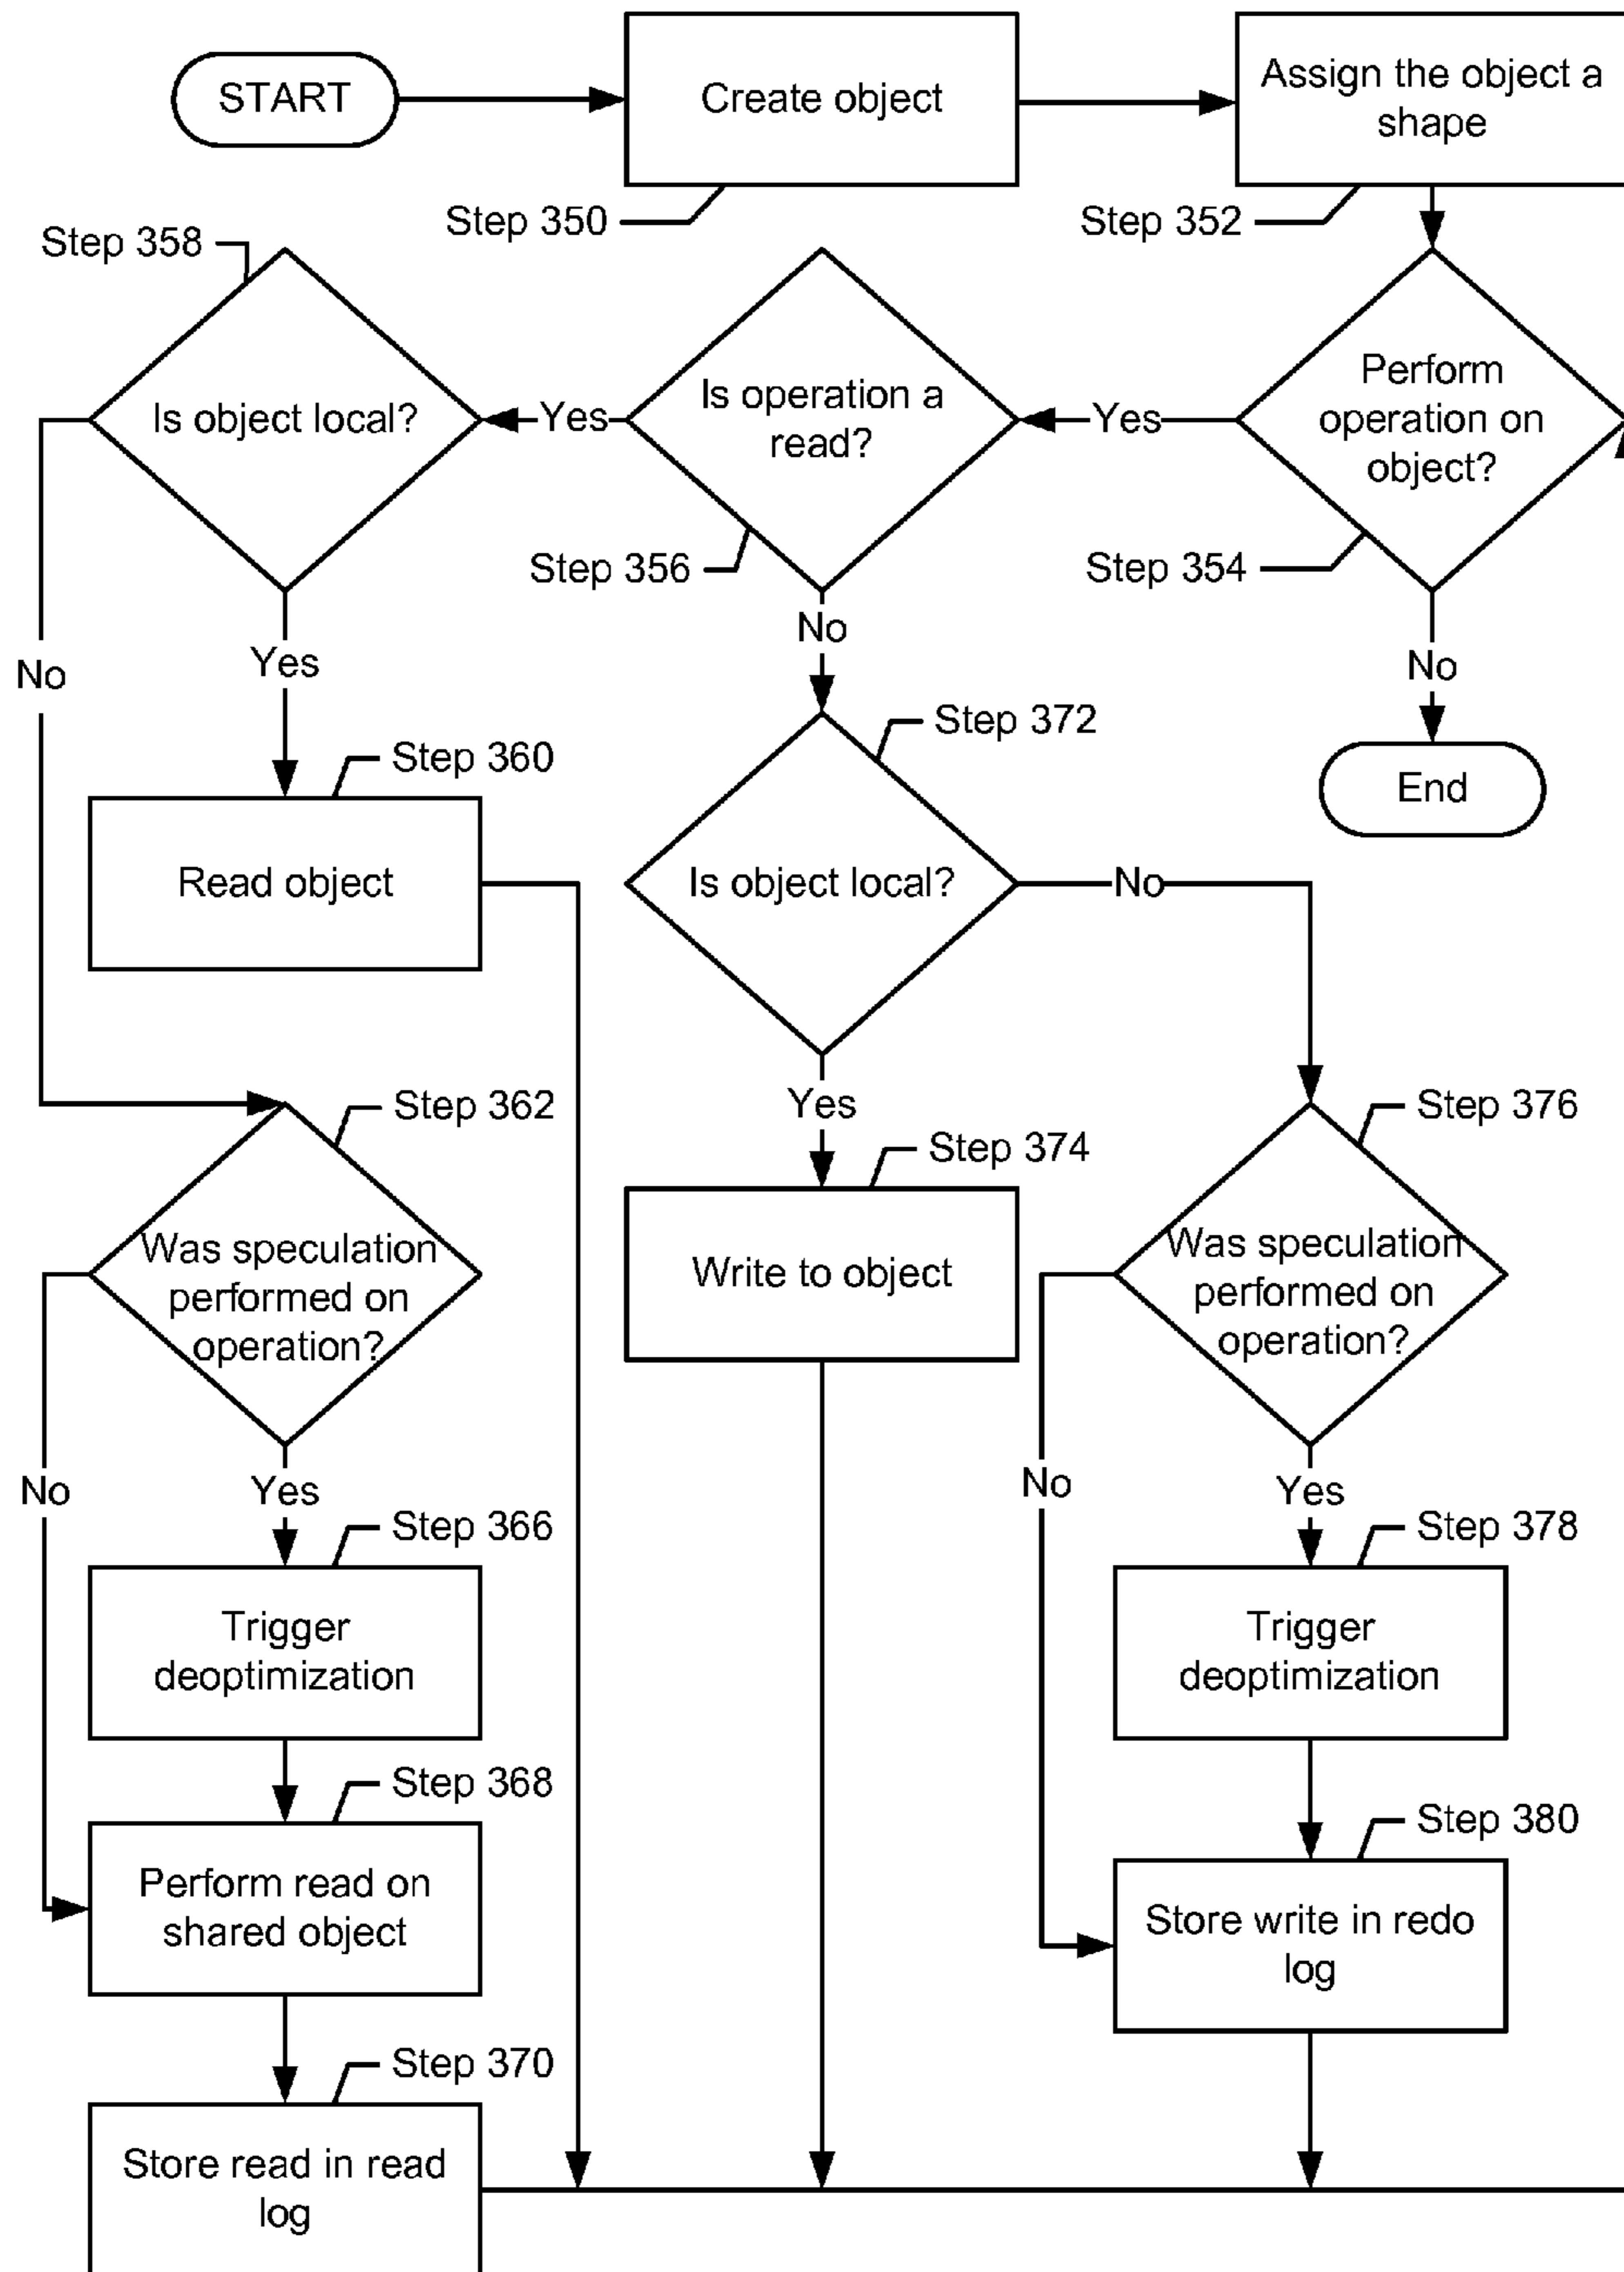 START
Create object
Assign the object a
shape
Step 350
Step 352
Step 358
Is object local?
Yes
Is operation a
read?
Yes
Perform
operation on
object?
Step 356
Step 354
No
Yes
No
No
Step 372
Step 360
End
Read object
Is object local?
No
Step 362
Yes
Step 376
Step 374
Was speculation
performed on
operation?
Write to object
Was speculation
performed on
operation?
No
Yes
No
Yes
Step 366
Step 378
Trigger
deoptimization
Trigger
deoptimization
Step 368
Step 380
Perform read on
shared object
Store write in redo
log
Step 370
Store read in read
log